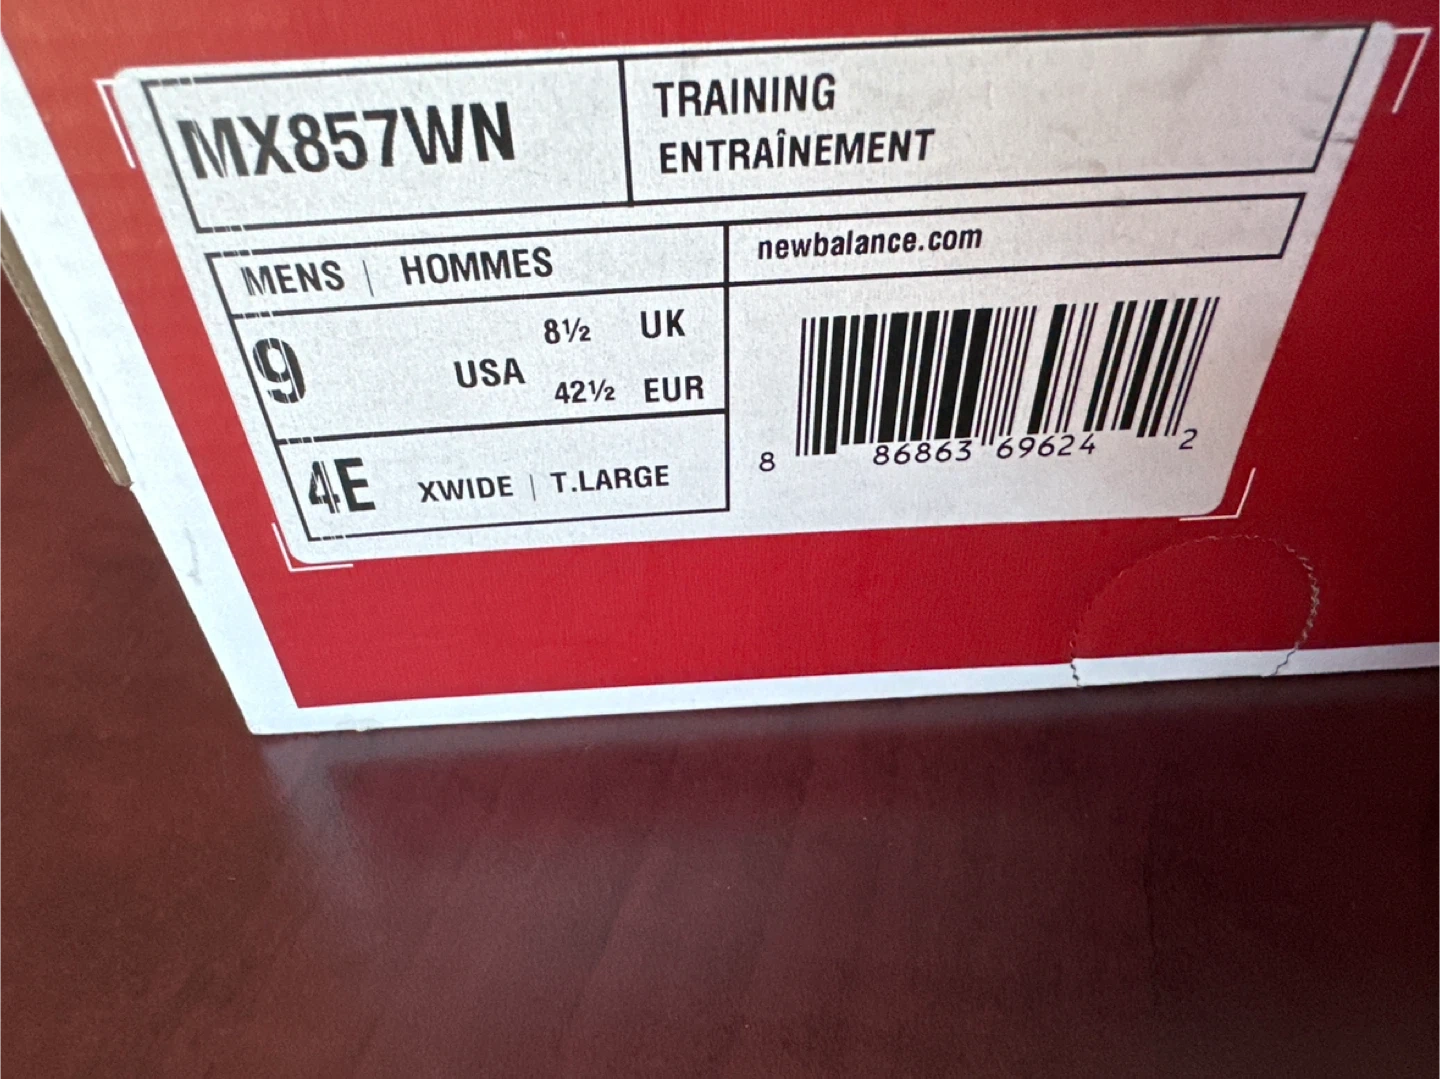 MX857WN
TRAINING
ENTRAÎNEMENT
MENS | HOMMES
newbalance.com
9 USA
8½ UK
42½ EUR
4E XWIDE | T.LARGE
8 86863 69624 2